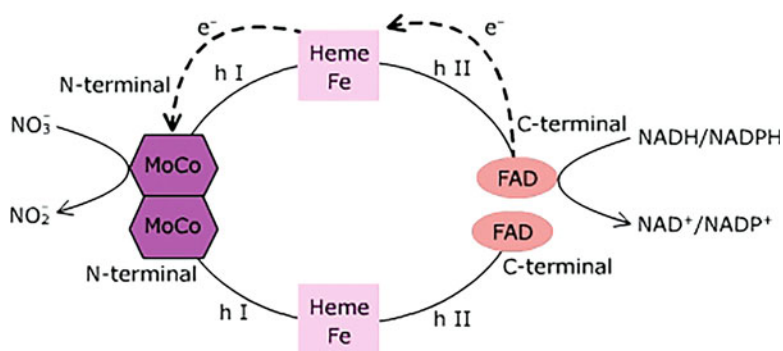 e⁻ e⁻
Heme
Fe
h I h II
N-terminal
C-terminal
NO₃⁻ NADH/NADPH
MoCo FAD
MoCo FAD
NO₂⁻ NAD⁺/NADP⁺
N-terminal C-terminal
h I h II
Heme
Fe